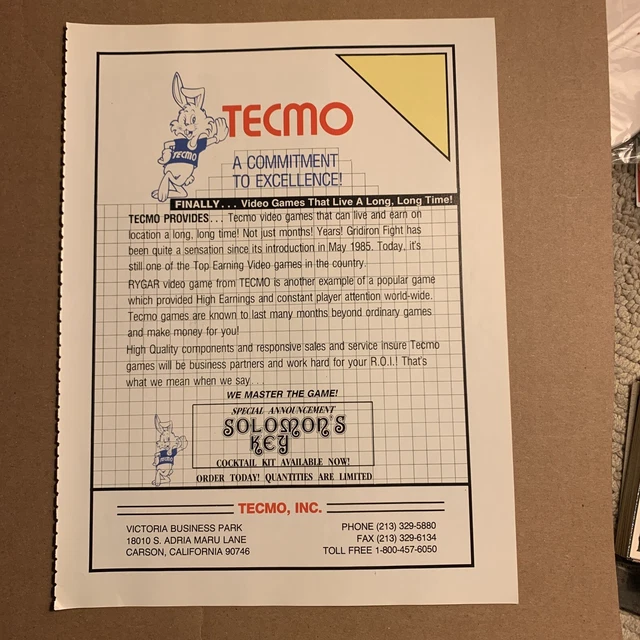 TECMO
TECMO
A COMMITMENT
TO EXCELLENCE!
FINALLY . . . Video Games That Live A Long, Long Time!
TECMO PROVIDES . . . Tecmo video games that can live and earn on
location a long, long time! Not just months! Years! Gridiron Fight has
been quite a sensation since its introduction in May 1985. Today, it's
still one of the Top Earning Video games in the country.
RYGAR video game from TECMO is another example of a popular game
which provided High Earnings and constant player attention world-wide.
Tecmo games are known to last many months beyond ordinary games
and make money for you!
High Quality components and responsive sales and service insure Tecmo
games will be business partners and work hard for your R.O.I.! That's
what we mean when we say. . .
WE MASTER THE GAME!
SPECIAL ANNOUNCEMENT
SOLOMON'S
KEY
COCKTAIL KIT AVAILABLE NOW!
ORDER TODAY! QUANTITIES ARE LIMITED
TECMO
TECMO, INC.
VICTORIA BUSINESS PARK
18010 S. ADRIA MARU LANE
CARSON, CALIFORNIA 90746
PHONE (213) 329-5880
FAX (213) 329-6134
TOLL FREE 1-800-457-6050